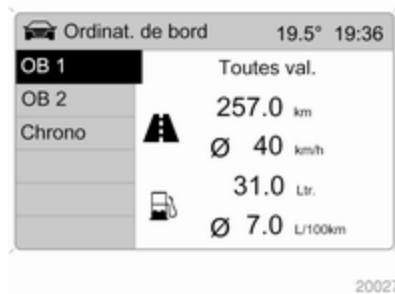 Ordinat. de bord 19.5° 19:36
OB 1
OB 2
Chrono
Toutes val.
257.0 km
Ø 40 km/h
31.0 Ltr.
Ø 7.0 L/100km
20027